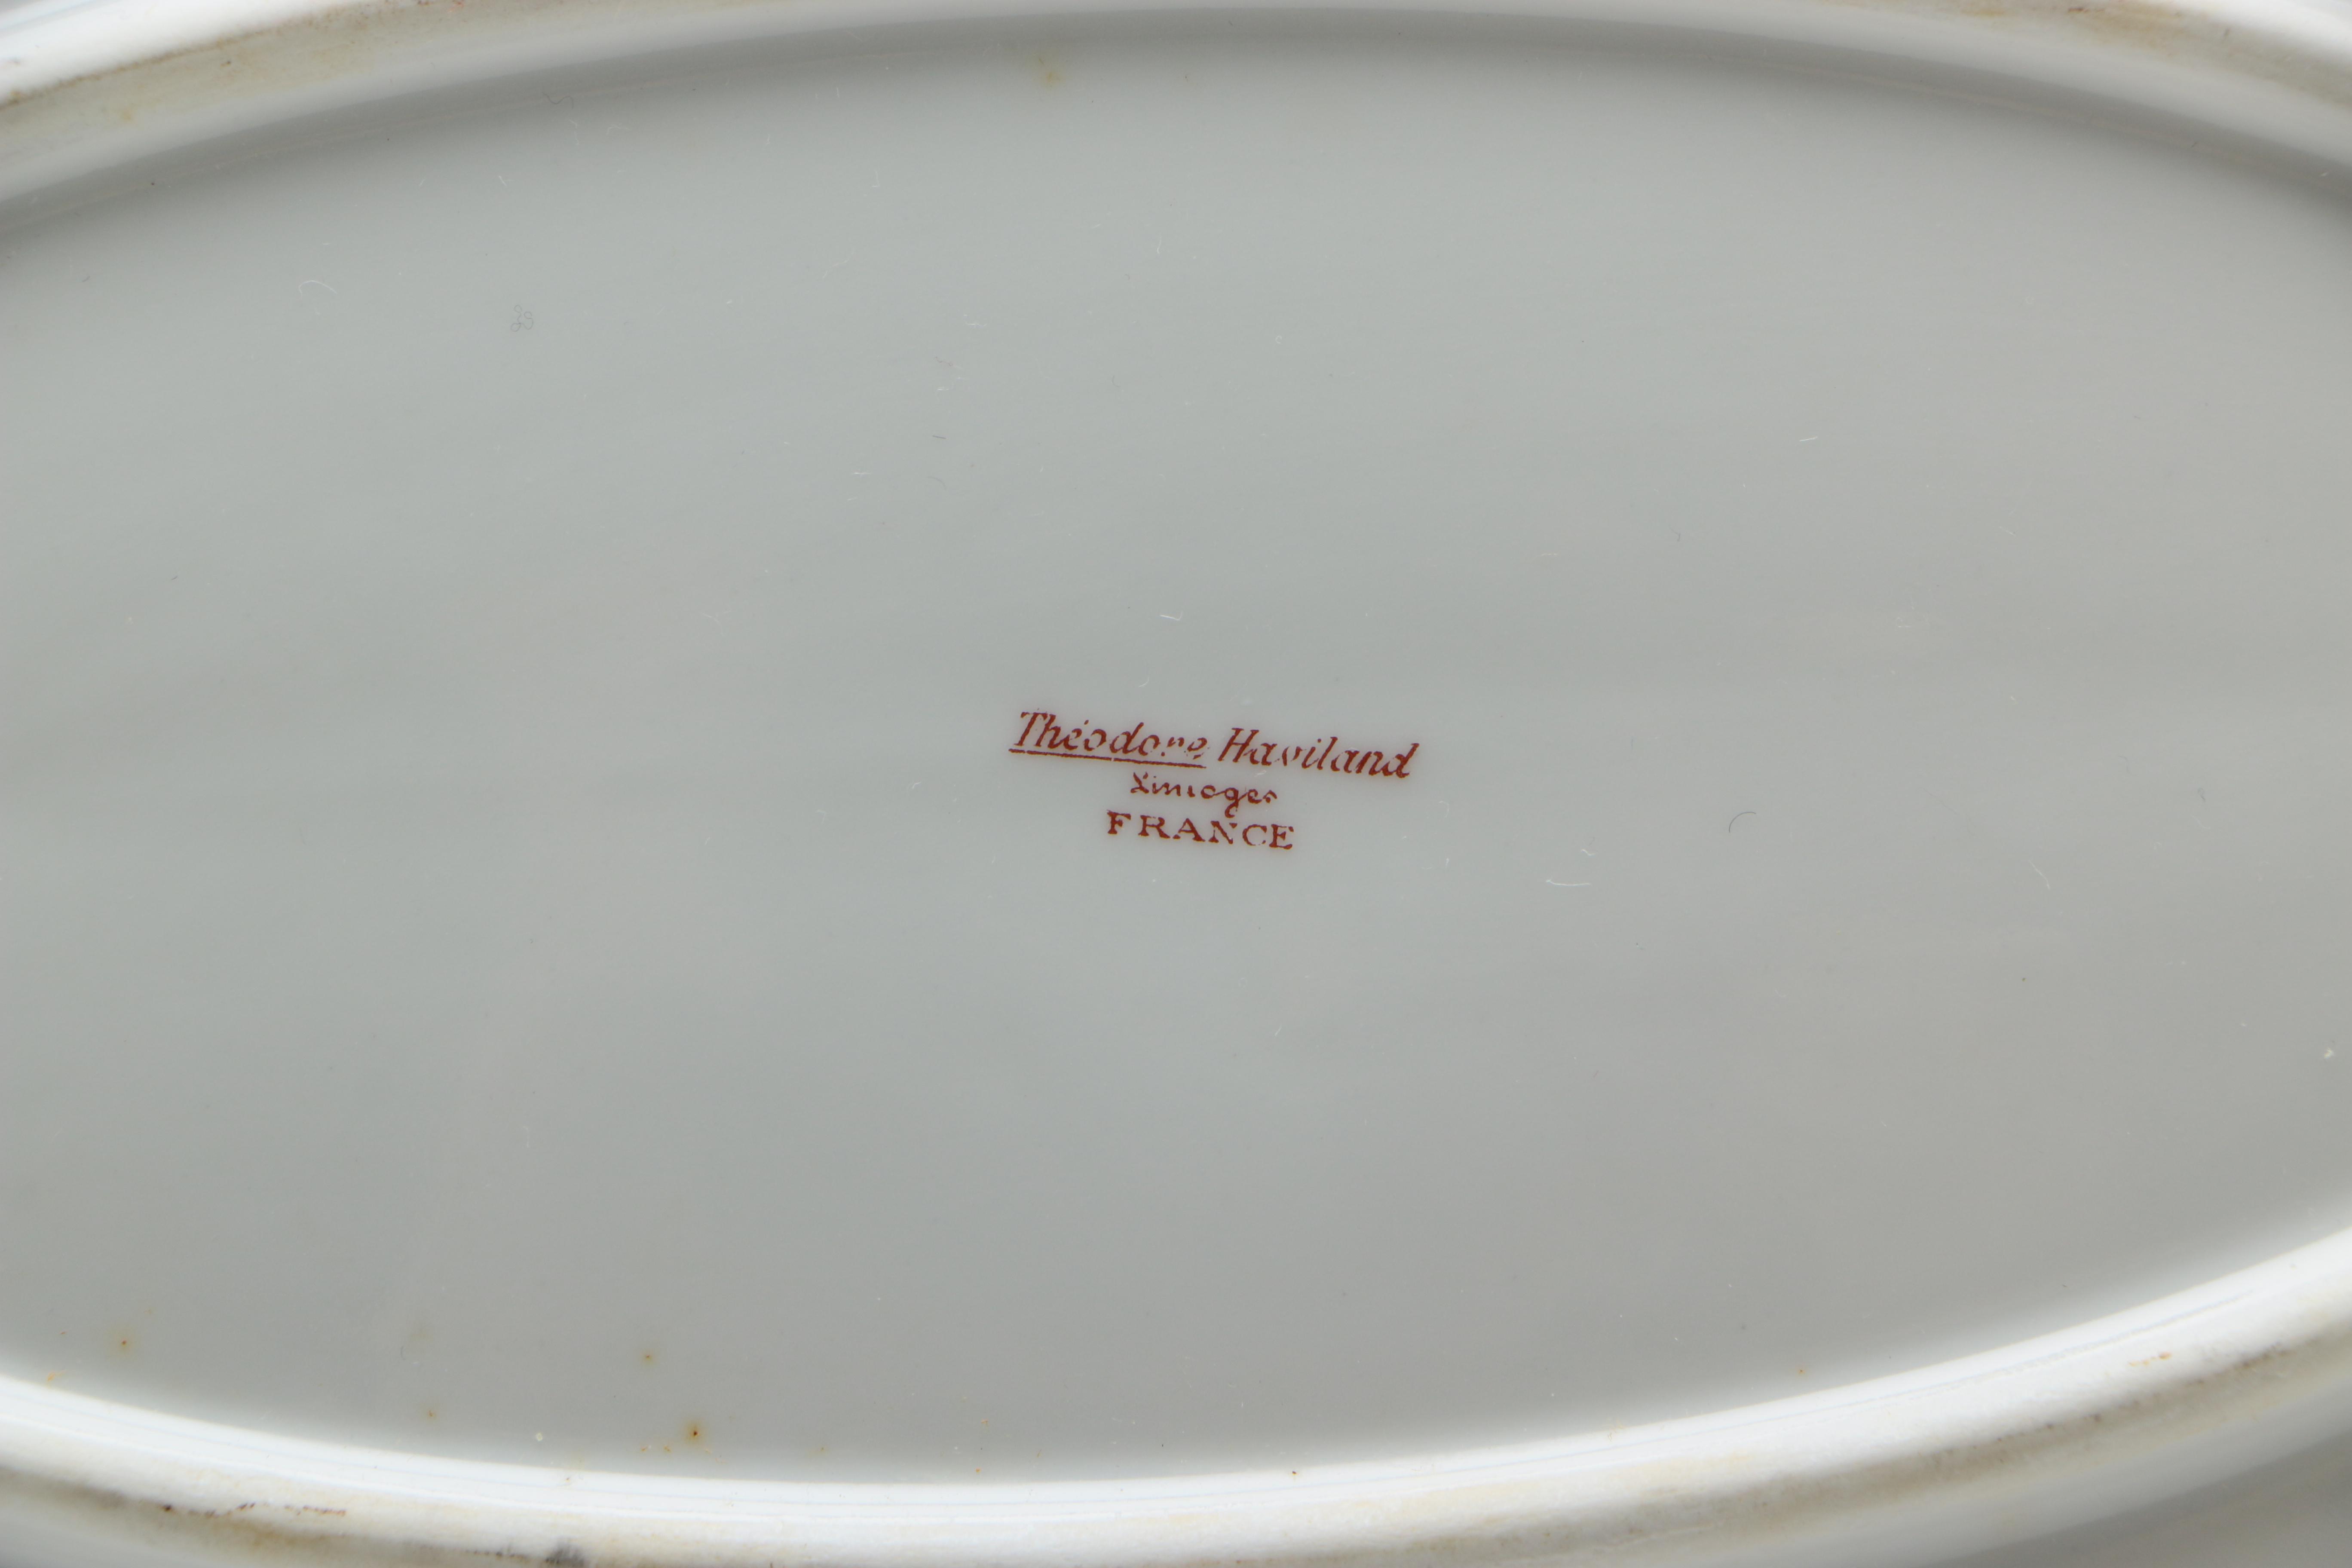 Théodore Haviland
Limoges
FRANCE